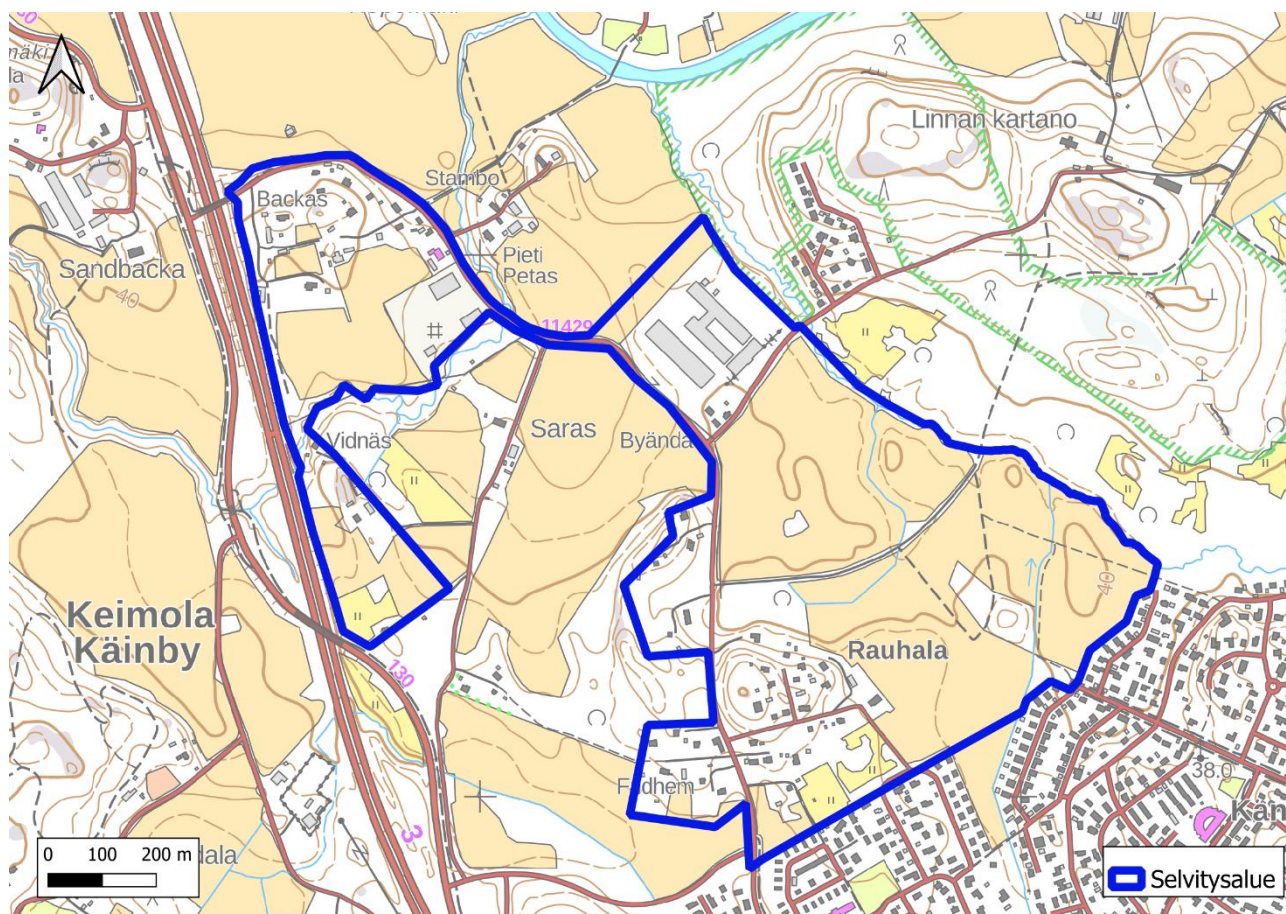 mäki
Linnan kartano
Stambo
Backas
Pieti
Petas
Sandbacka
40
11429
Saras
Byända
Vidnäs
40
Keimola
Käinby
130
Rauhala
Fridhem
38.0
3
0 100 200 m
Selvitysalue